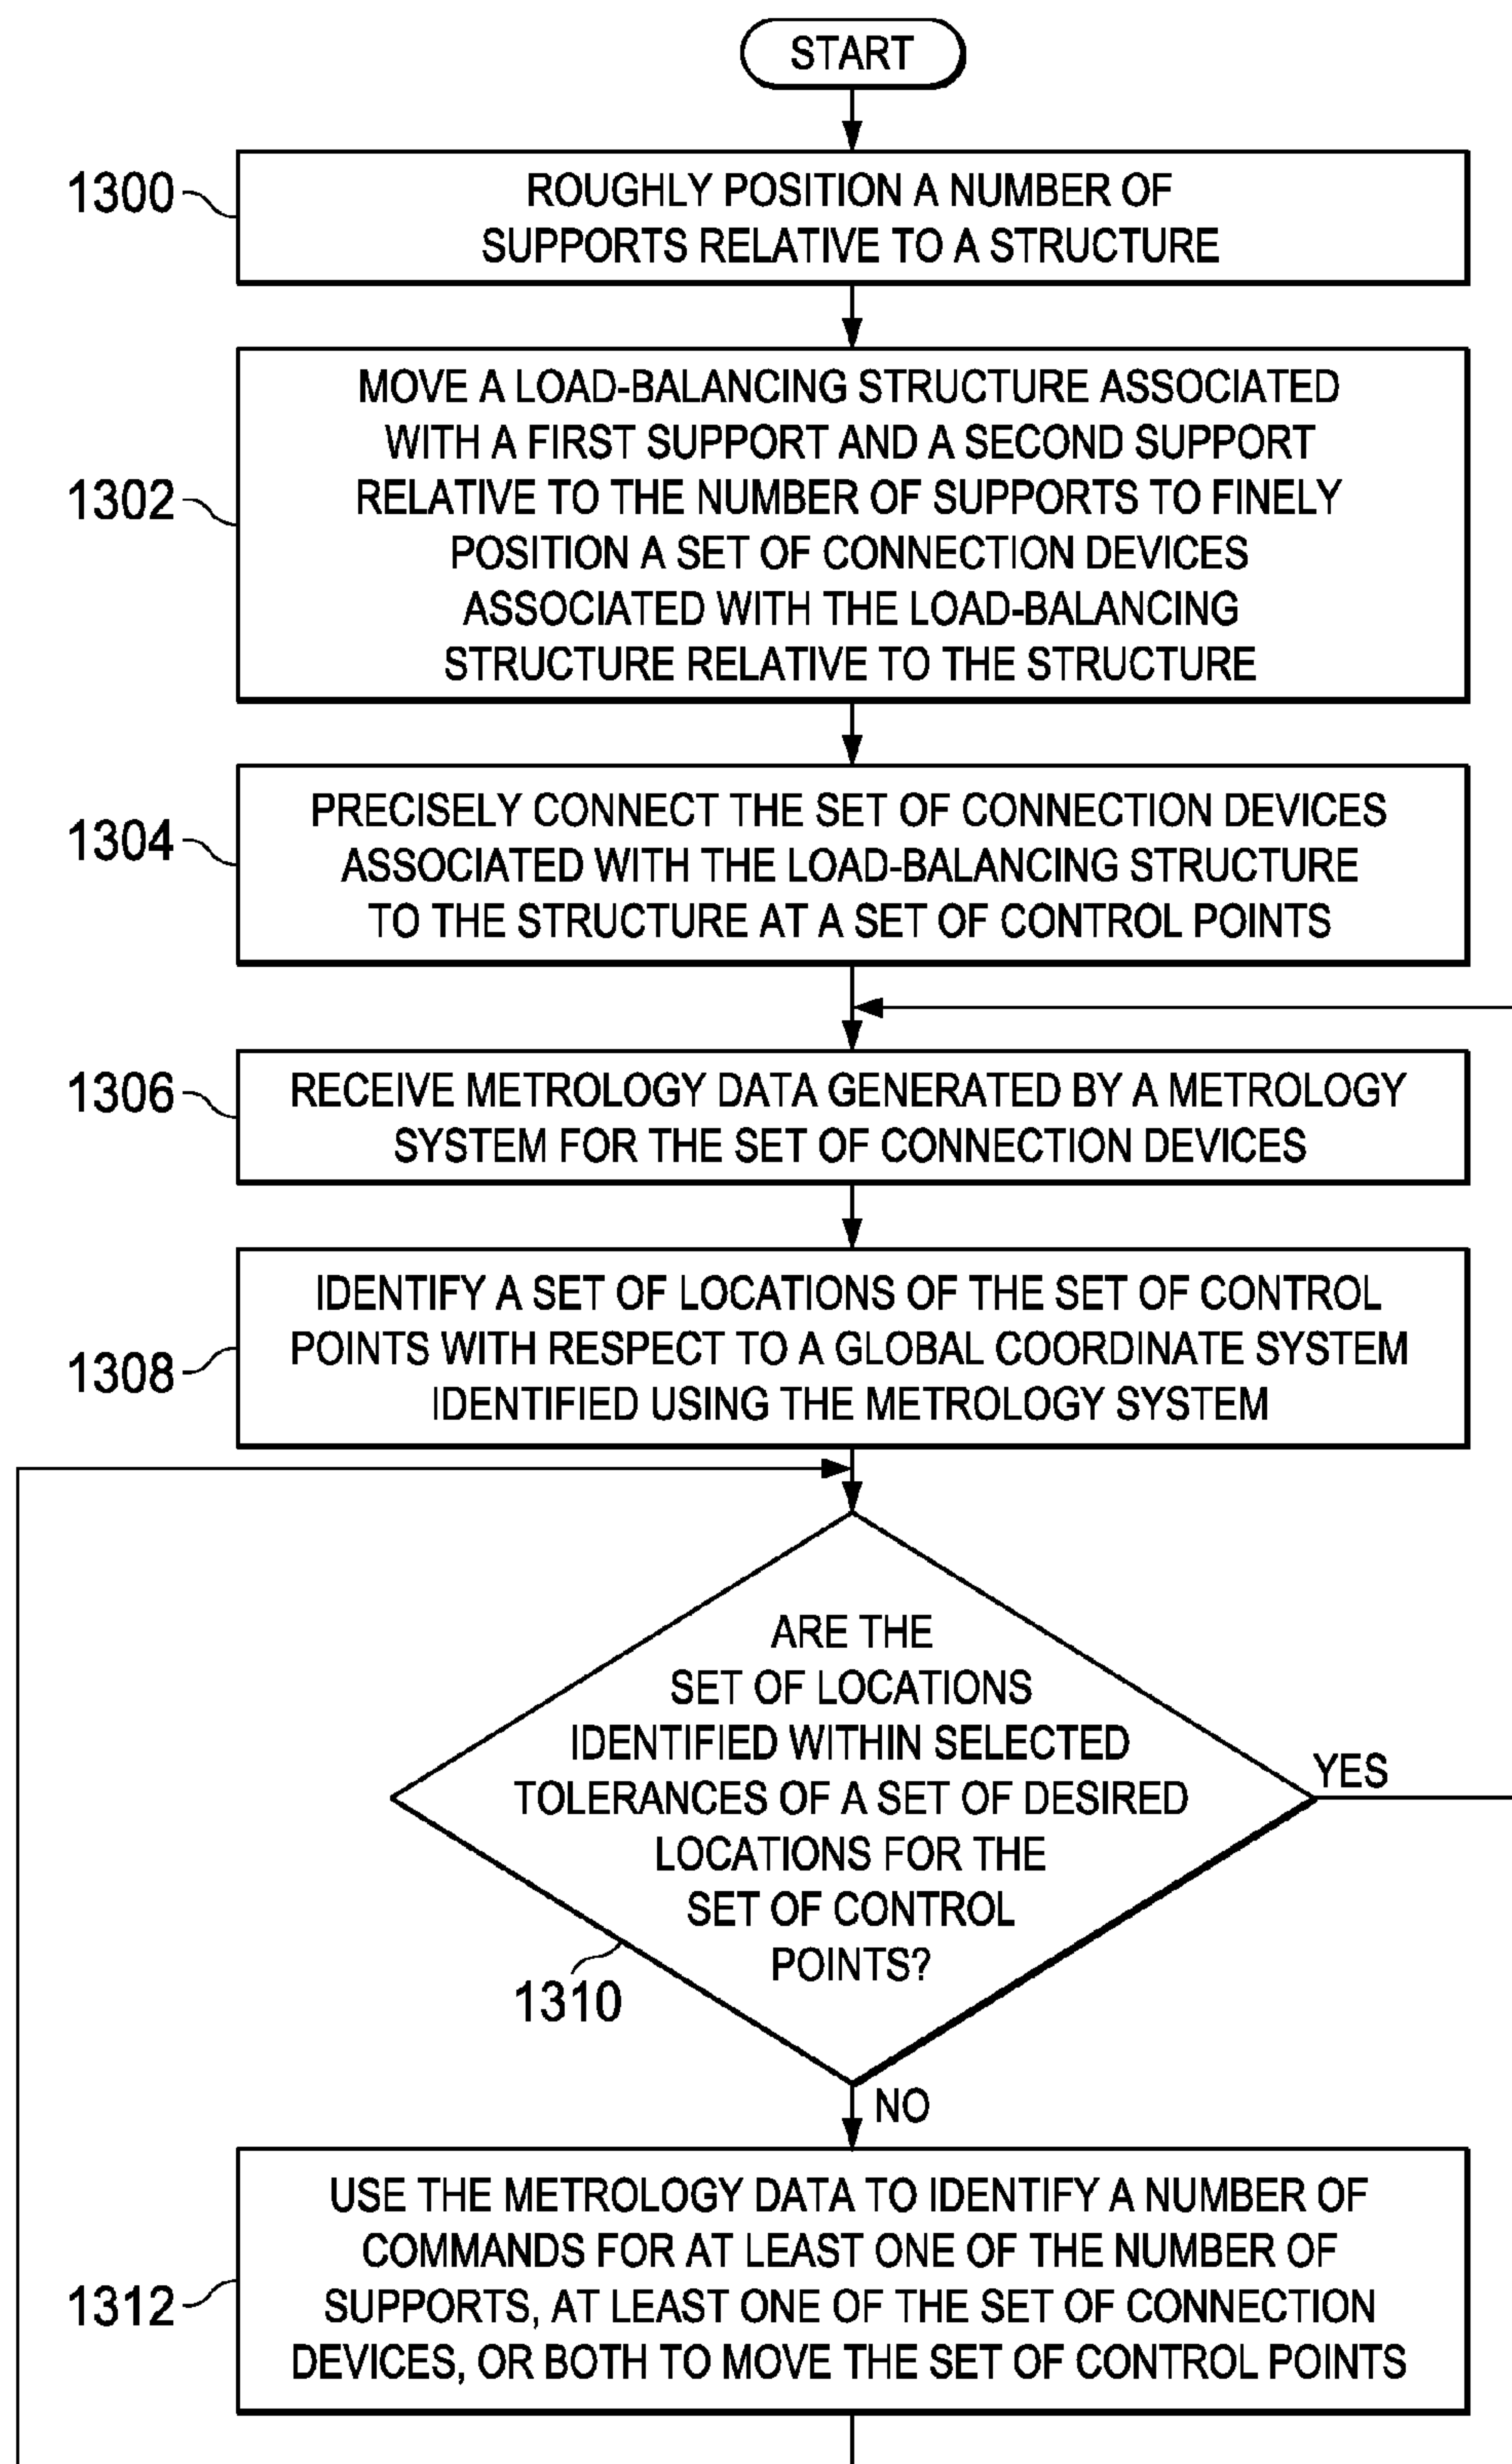 START
1300
ROUGHLY POSITION A NUMBER OF
SUPPORTS RELATIVE TO A STRUCTURE
1302
MOVE A LOAD-BALANCING STRUCTURE ASSOCIATED
WITH A FIRST SUPPORT AND A SECOND SUPPORT
RELATIVE TO THE NUMBER OF SUPPORTS TO FINELY
POSITION A SET OF CONNECTION DEVICES
ASSOCIATED WITH THE LOAD-BALANCING
STRUCTURE RELATIVE TO THE STRUCTURE
1304
PRECISELY CONNECT THE SET OF CONNECTION DEVICES
ASSOCIATED WITH THE LOAD-BALANCING STRUCTURE
TO THE STRUCTURE AT A SET OF CONTROL POINTS
1306
RECEIVE METROLOGY DATA GENERATED BY A METROLOGY
SYSTEM FOR THE SET OF CONNECTION DEVICES
1308
IDENTIFY A SET OF LOCATIONS OF THE SET OF CONTROL
POINTS WITH RESPECT TO A GLOBAL COORDINATE SYSTEM
IDENTIFIED USING THE METROLOGY SYSTEM
ARE THE
SET OF LOCATIONS
IDENTIFIED WITHIN SELECTED
TOLERANCES OF A SET OF DESIRED
LOCATIONS FOR THE
SET OF CONTROL
POINTS?
YES
1310
NO
1312
USE THE METROLOGY DATA TO IDENTIFY A NUMBER OF
COMMANDS FOR AT LEAST ONE OF THE NUMBER OF
SUPPORTS, AT LEAST ONE OF THE SET OF CONNECTION
DEVICES, OR BOTH TO MOVE THE SET OF CONTROL POINTS